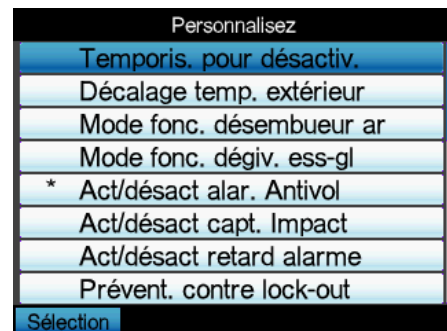 Personnalisez
Temporis. pour désactiv.
Décalage temp. extérieur
Mode fonc. désembueur ar
Mode fonc. dégiv. ess-gl
* Act/désact alar. Antivol
Act/désact capt. Impact
Act/désact retard alarme
Prévent. contre lock-out
Sélection